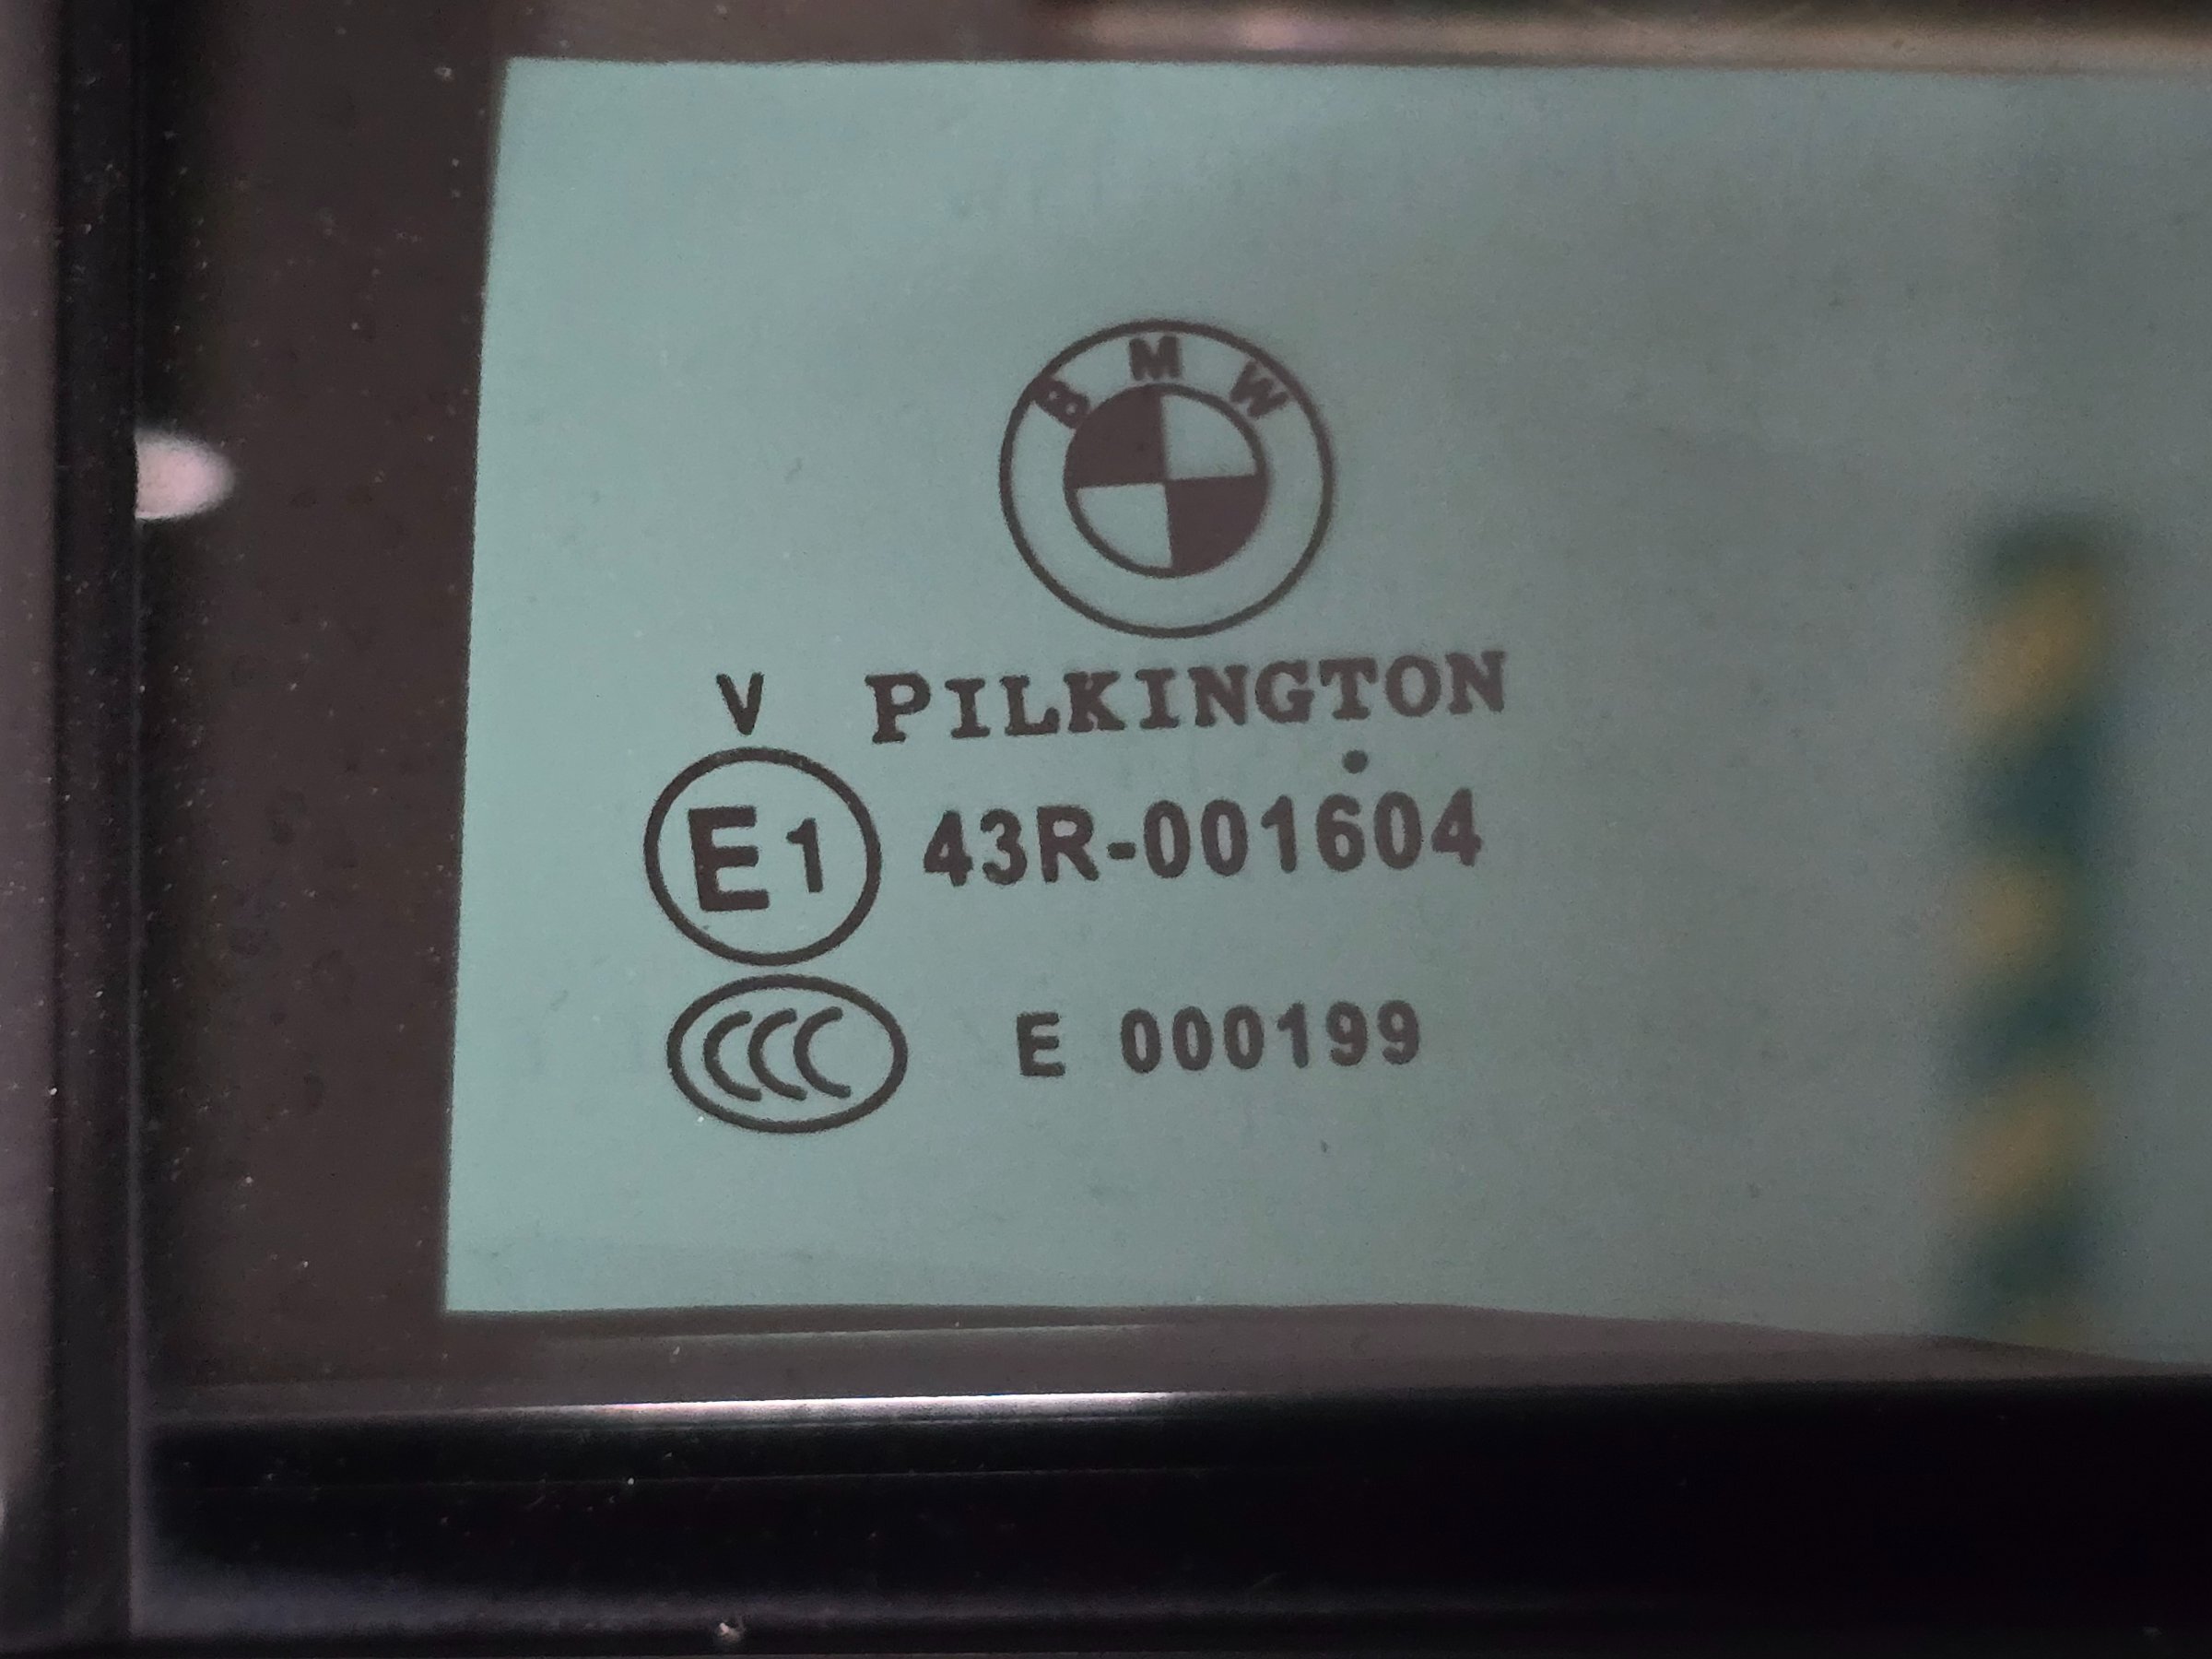 BMW
V PILKINGTON
E1 43R-001604
CCC E 000199